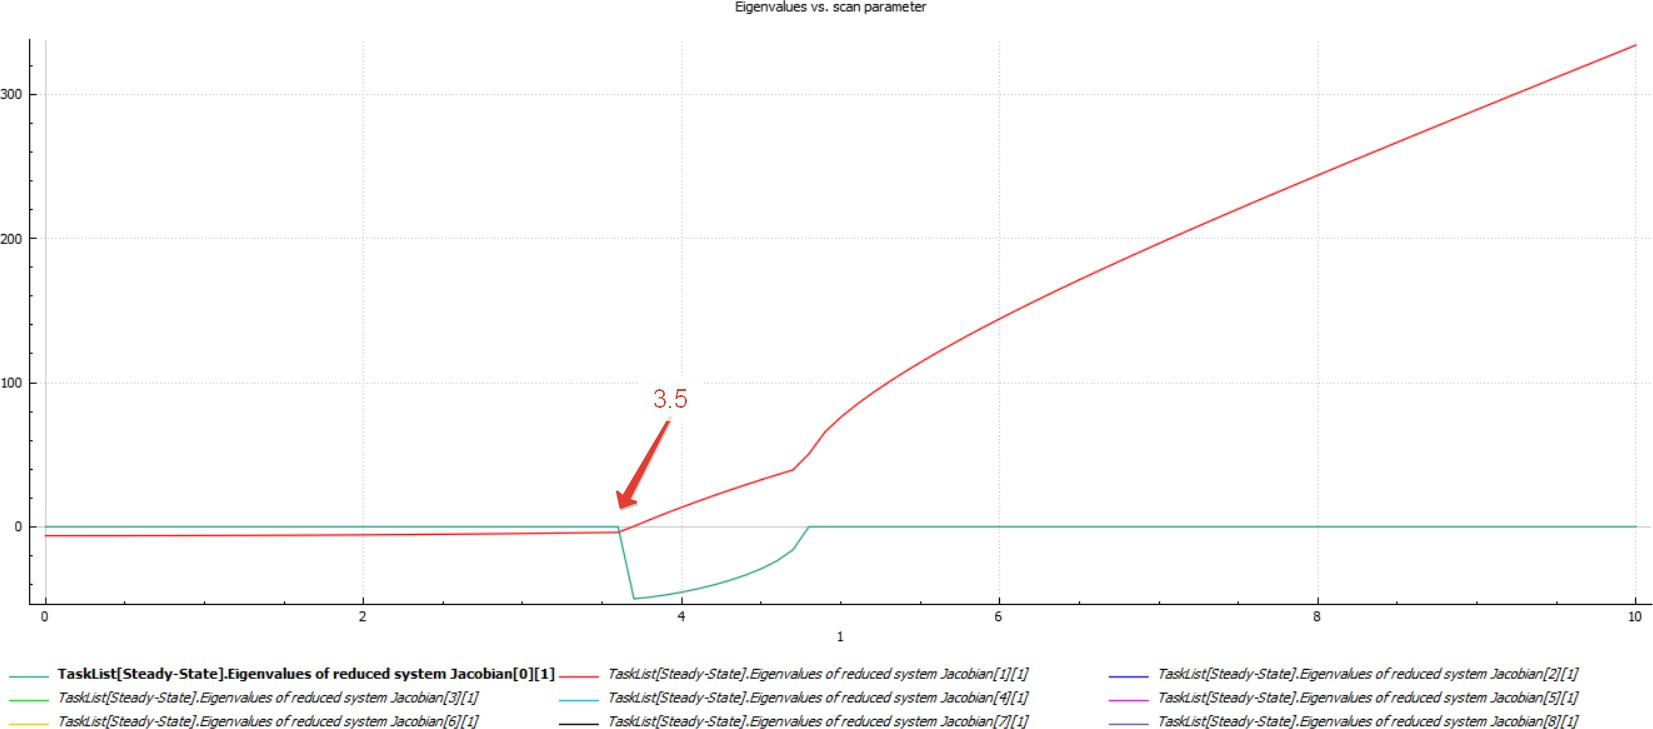 Eigenvalues vs. scan parameter
300
200
100
0
3.5
0 2 4 6 8 10
1
TaskList[Steady-State].Eigenvalues of reduced system Jacobian[0][1] TaskList[Steady-State].Eigenvalues of reduced system Jacobian[1][1] TaskList[Steady-State].Eigenvalues of reduced system Jacobian[2][1]
TaskList[Steady-State].Eigenvalues of reduced system Jacobian[3][1] TaskList[Steady-State].Eigenvalues of reduced system Jacobian[4][1] TaskList[Steady-State].Eigenvalues of reduced system Jacobian[5][1]
TaskList[Steady-State].Eigenvalues of reduced system Jacobian[6][1] TaskList[Steady-State].Eigenvalues of reduced system Jacobian[7][1] TaskList[Steady-State].Eigenvalues of reduced system Jacobian[8][1]